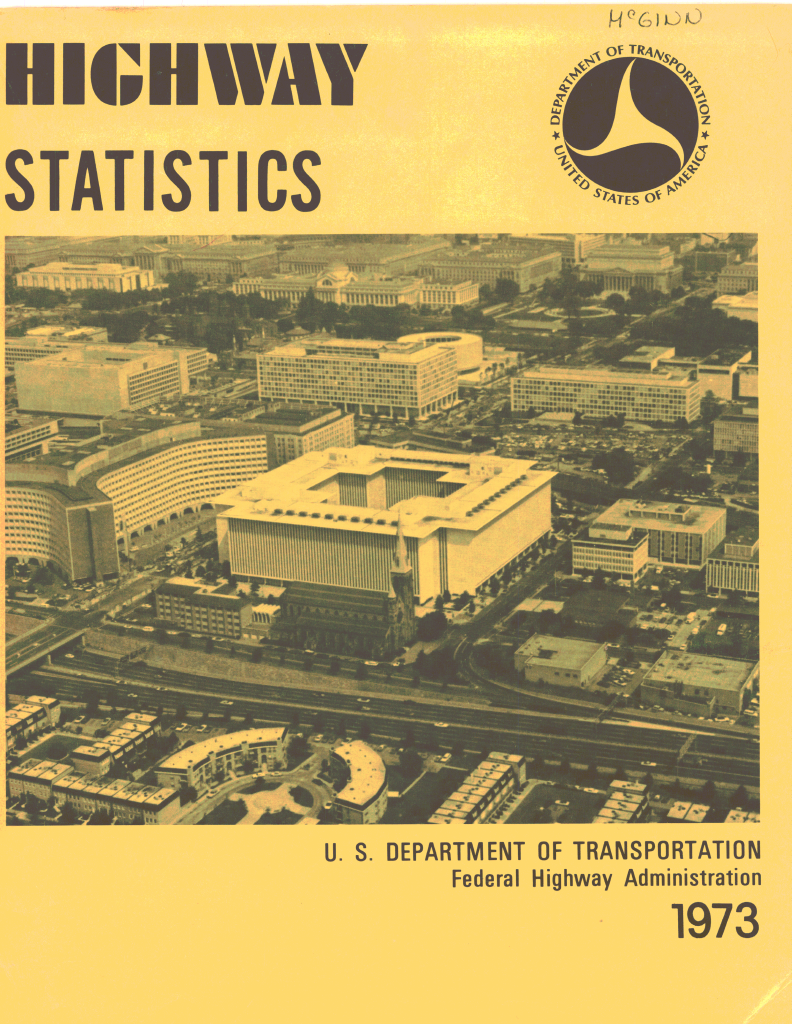 McGINN
HIGHWAY
STATISTICS
DEPARTMENT OF TRANSPORTATION
★ UNITED STATES OF AMERICA ★
U. S. DEPARTMENT OF TRANSPORTATION
Federal Highway Administration
1973